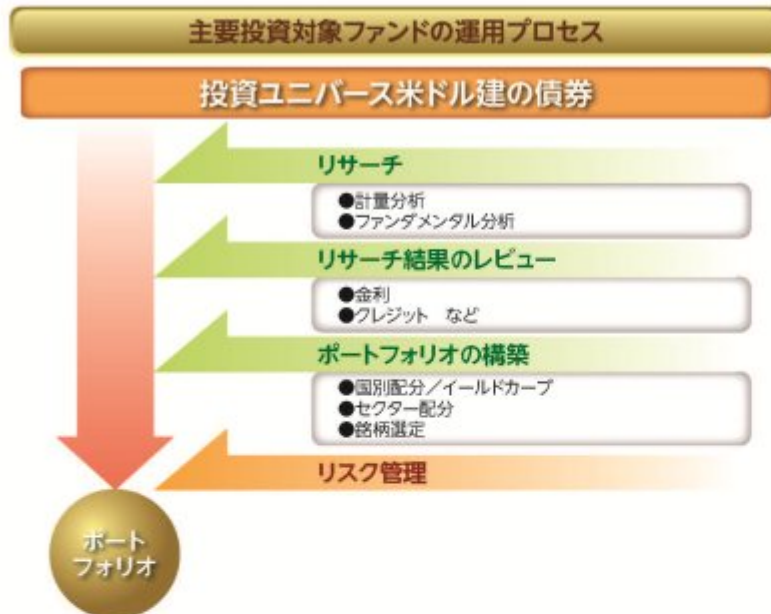 主要投資対象ファンドの運用プロセス
投資ユニバース米ドル建の債券
リサーチ
●計量分析
●ファンダメンタル分析
リサーチ結果のレビュー
●金利
●クレジット　など
ポートフォリオの構築
●国別配分／イールドカーブ
●セクター配分
●銘柄選定
リスク管理
ポート
フォリオ